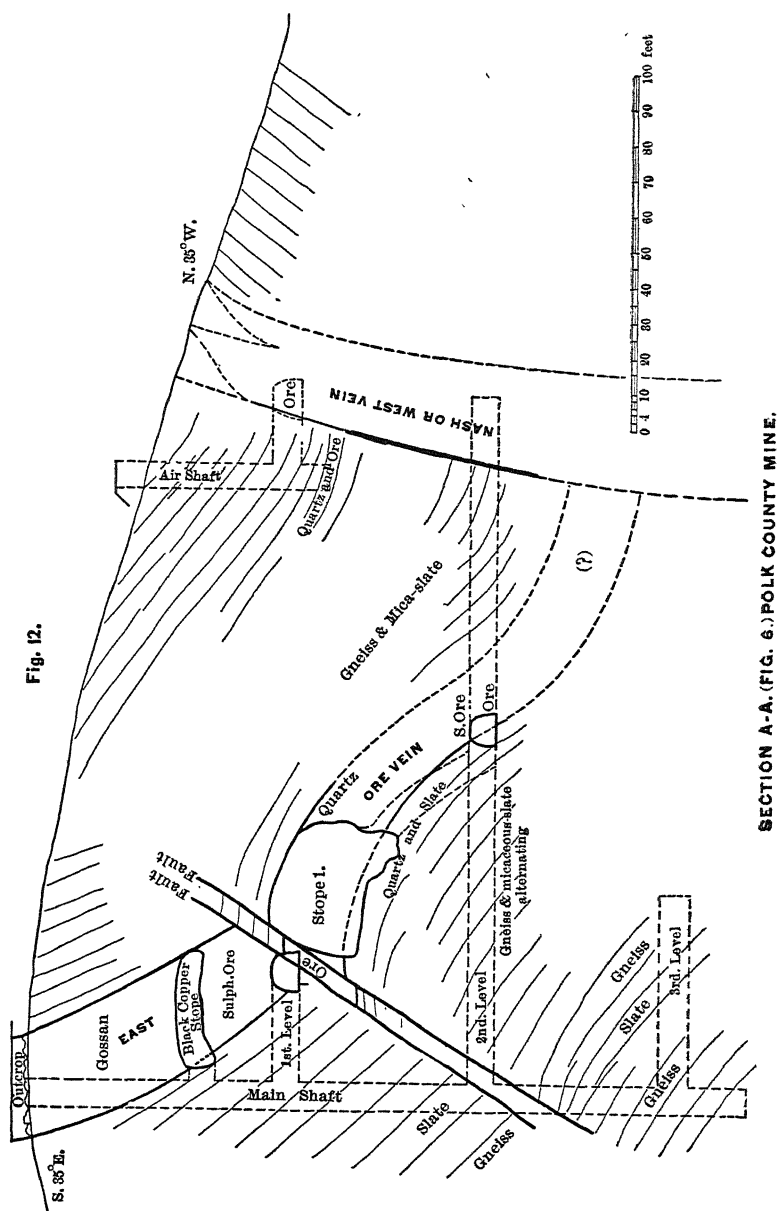 Fig. 12.
S. 35°E.
N. 35°W.
Outcrop
Gossan
EAST
Black Copper
Stope
Sulph. Ore
1st. Level
Ore
Main Shaft
Fault
Fault
Slate
Gneiss
Stope 1.
Quartz
ORE VEIN
Quartz and Slate
Gneiss & Mica-slate
Air Shaft
Ore
Quartz and Ore
NASH OR WEST VEIN
S. Ore
Ore
(?)
2nd. Level
Gneiss & micaceous-slate
alternating
Gneiss
Slate
Gneiss
3rd. Level
0 4 10 20 30 40 50 60 70 80 90 100 feet
SECTION A-A. (FIG. 6.) POLK COUNTY MINE.